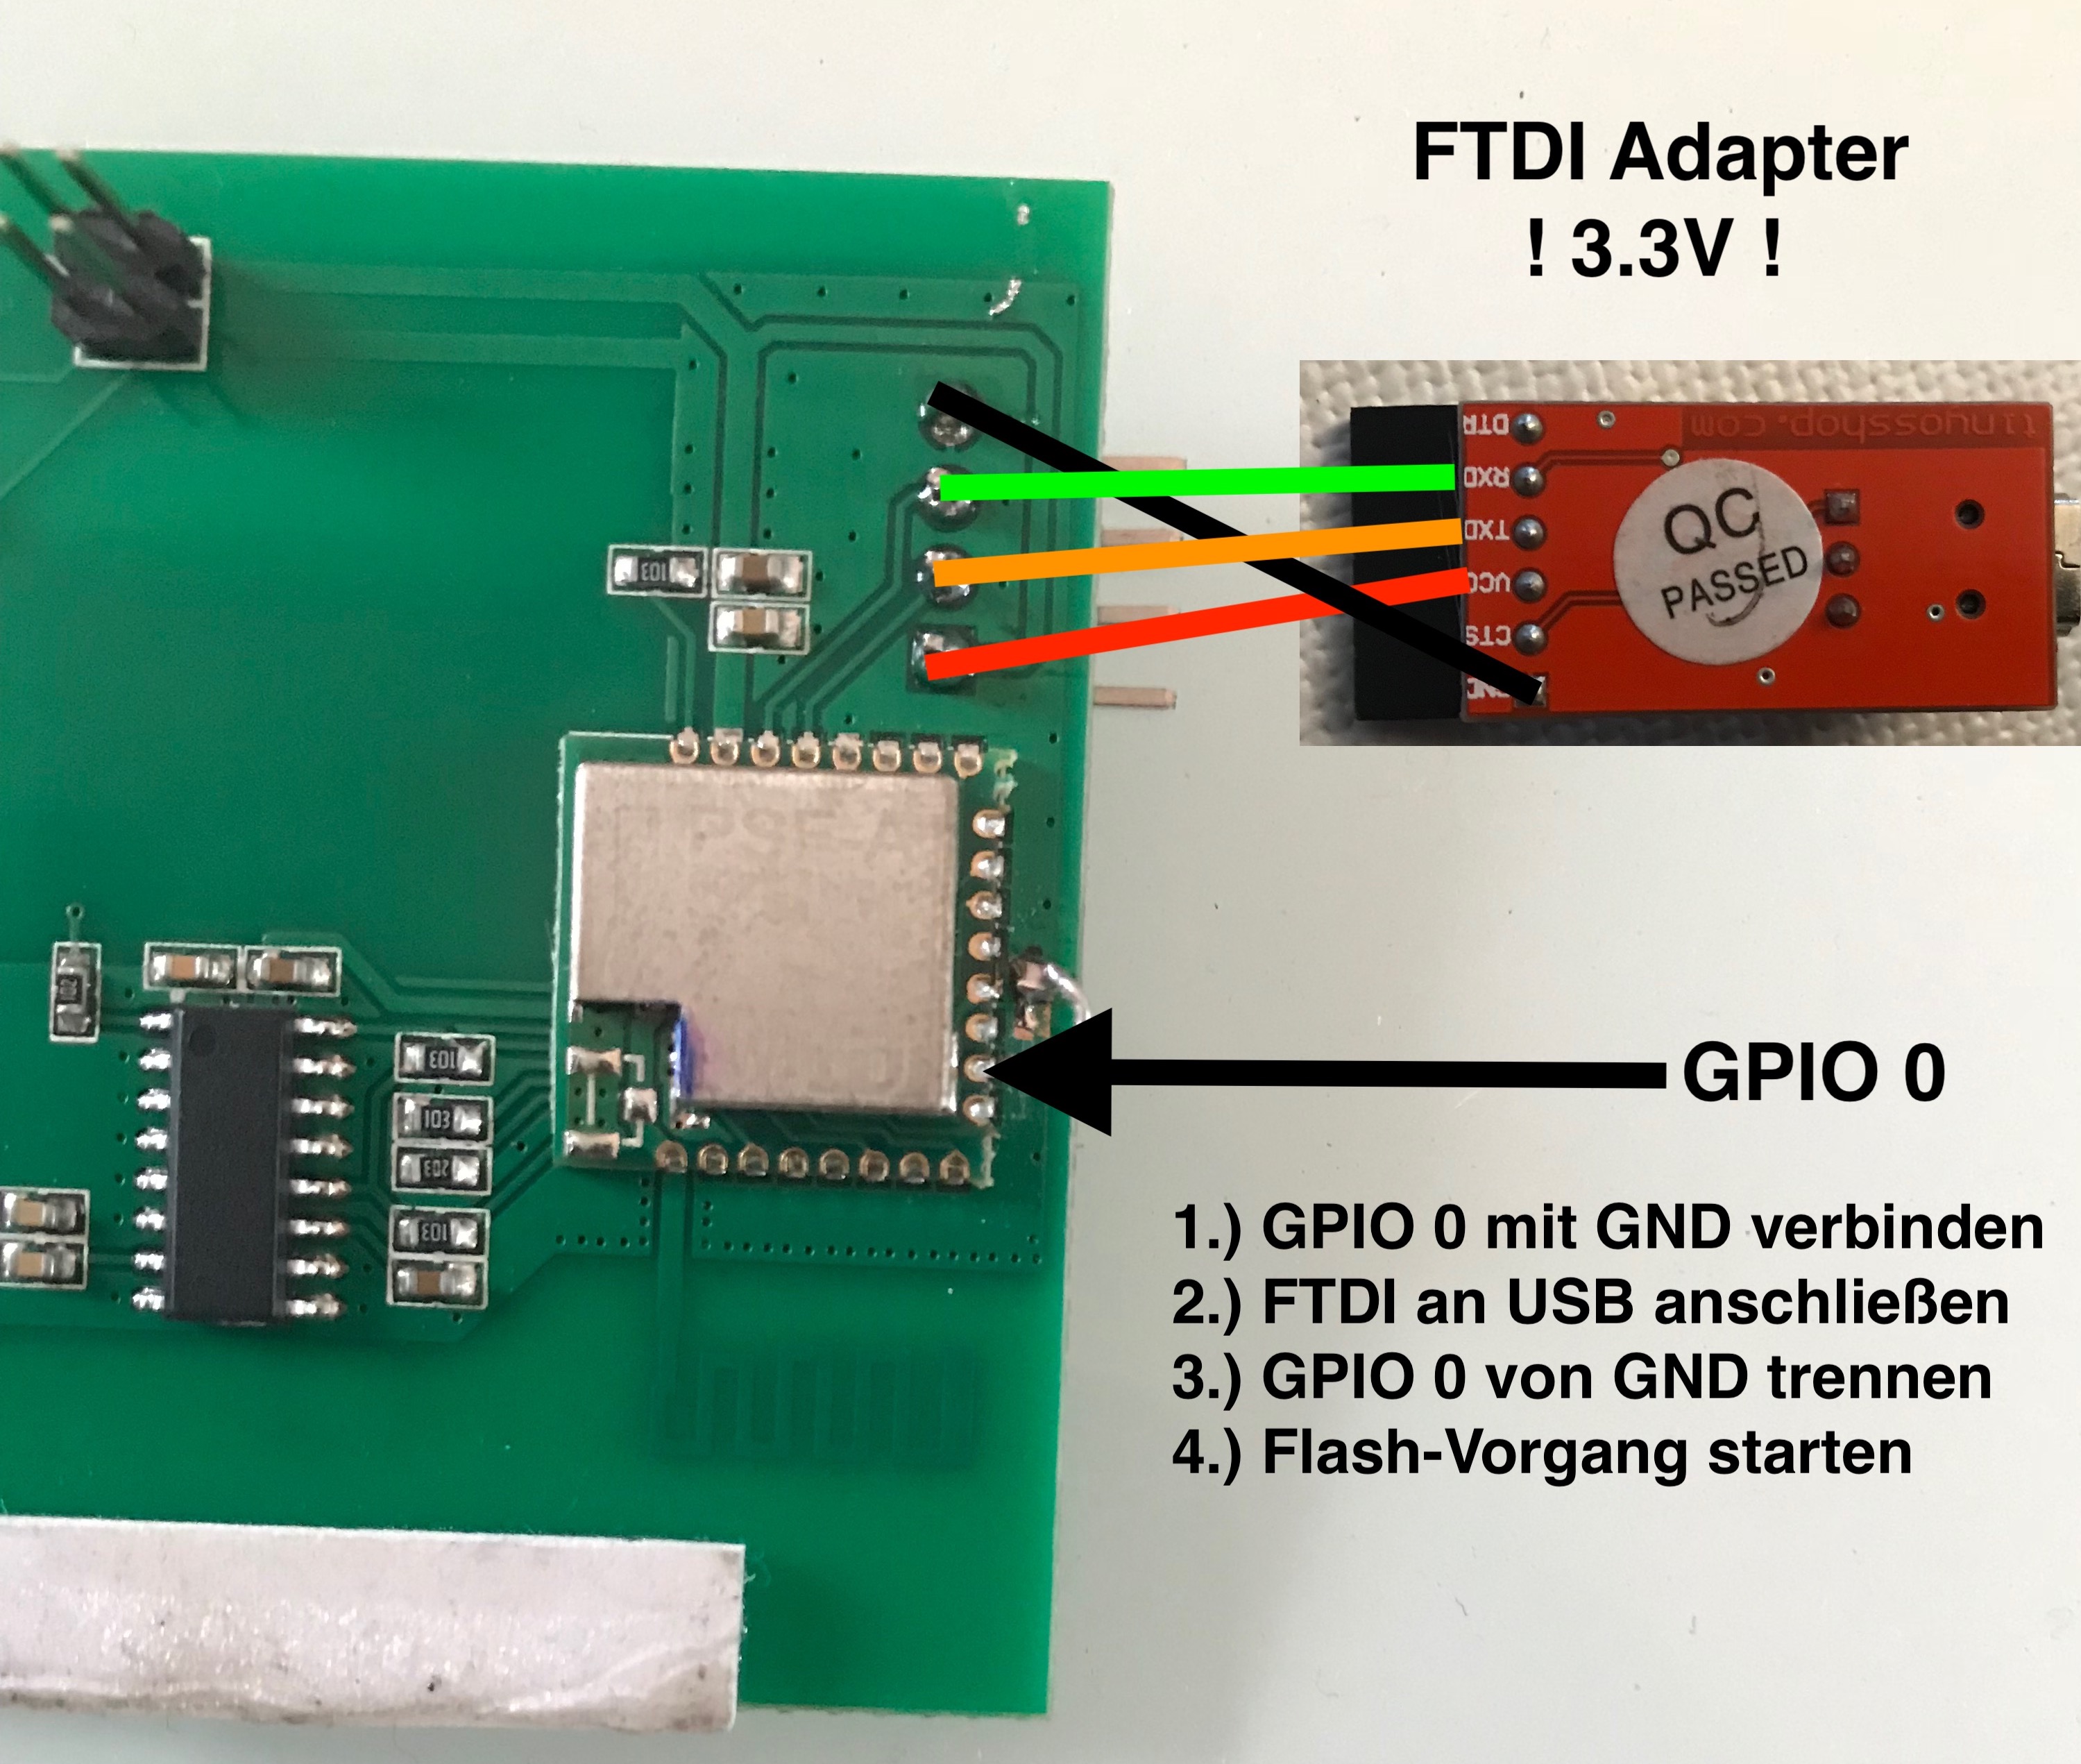 FTDI Adapter
! 3.3V !
DTR
tinyosshop.com
RXD
TXD
VCC
CTS
QC
PASSED
103
102
103
103
203
103
GPIO 0
1.) GPIO 0 mit GND verbinden
2.) FTDI an USB anschließen
3.) GPIO 0 von GND trennen
4.) Flash-Vorgang starten